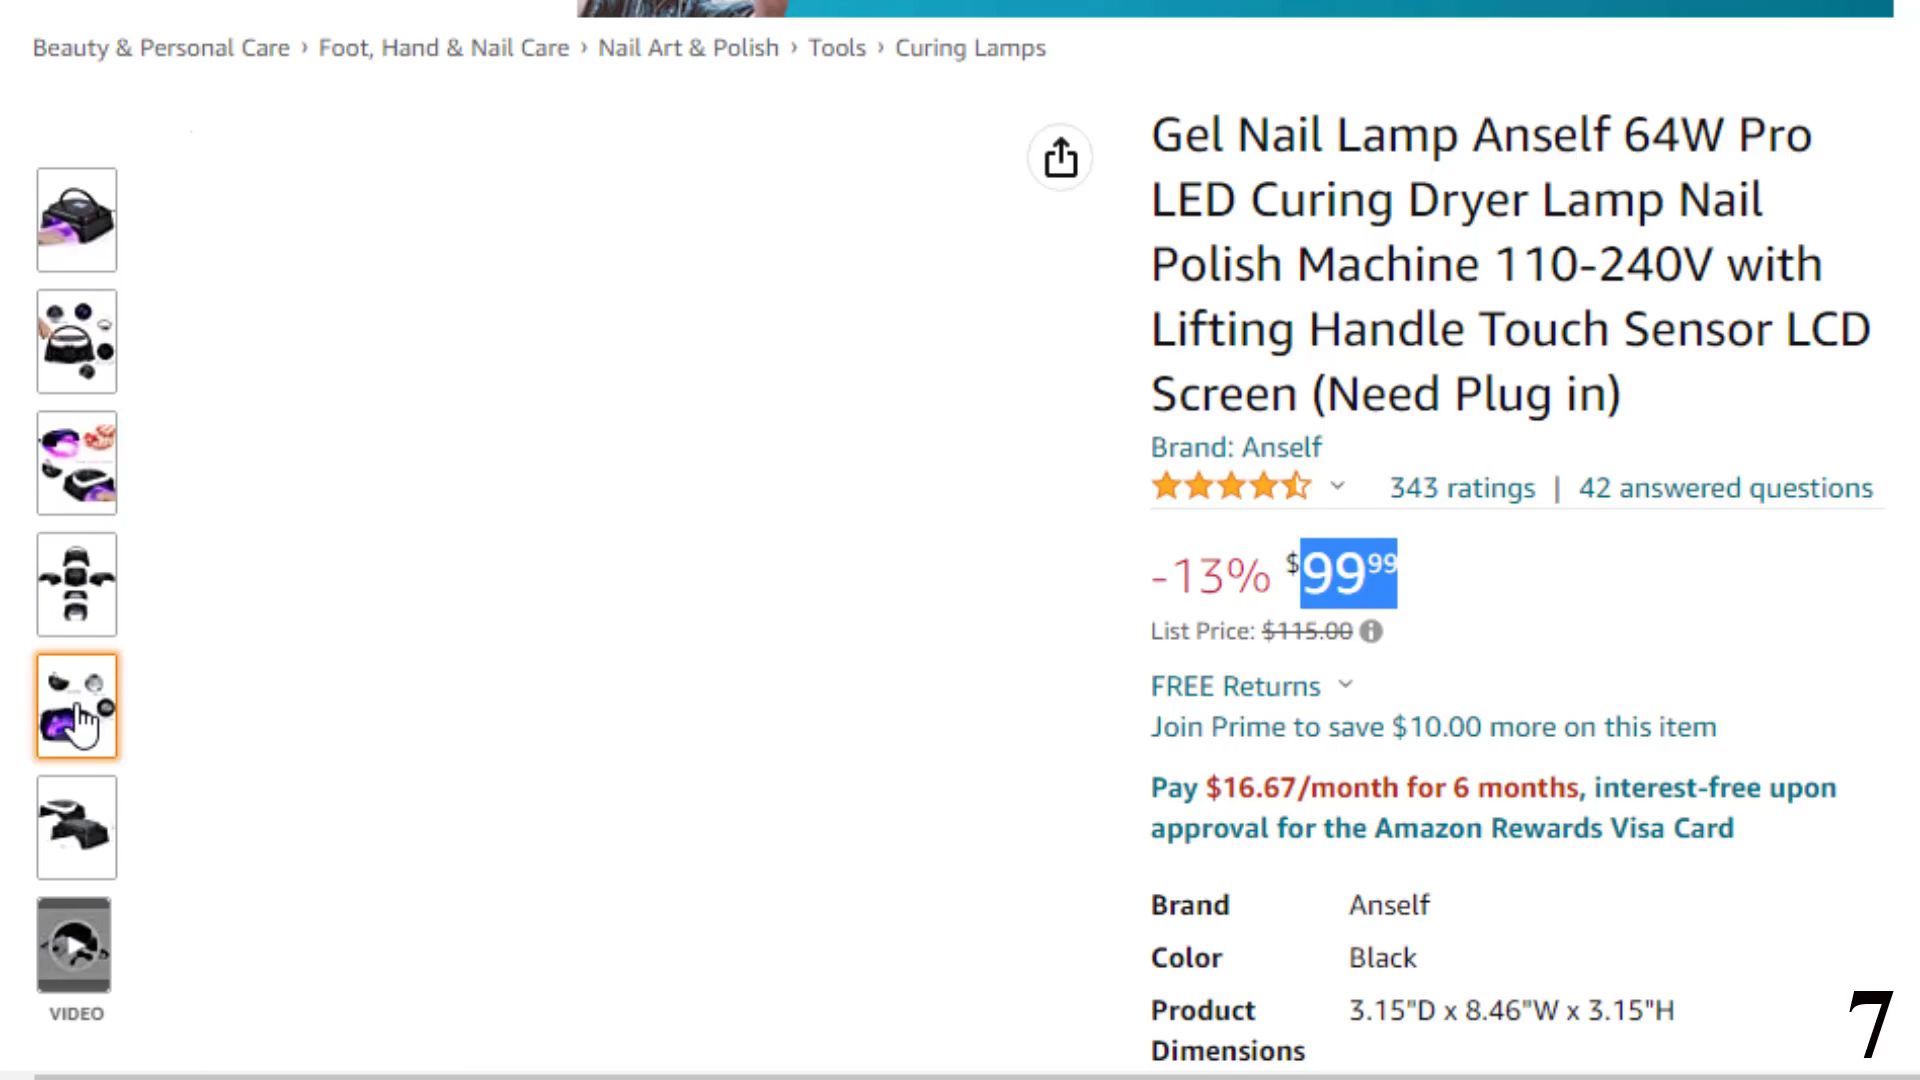 Beauty & Personal Care › Foot, Hand & Nail Care › Nail Art & Polish › Tools › Curing Lamps
Gel Nail Lamp Anself 64W Pro
LED Curing Dryer Lamp Nail
Polish Machine 110-240V with
Lifting Handle Touch Sensor LCD
Screen (Need Plug in)
Brand: Anself
343 ratings | 42 answered questions
-13% $99.99
List Price: $115.00
FREE Returns
Join Prime to save $10.00 more on this item
Pay $16.67/month for 6 months, interest-free upon
approval for the Amazon Rewards Visa Card
Brand Anself
Color Black
Product 3.15"D x 8.46"W x 3.15"H
Dimensions
VIDEO
7